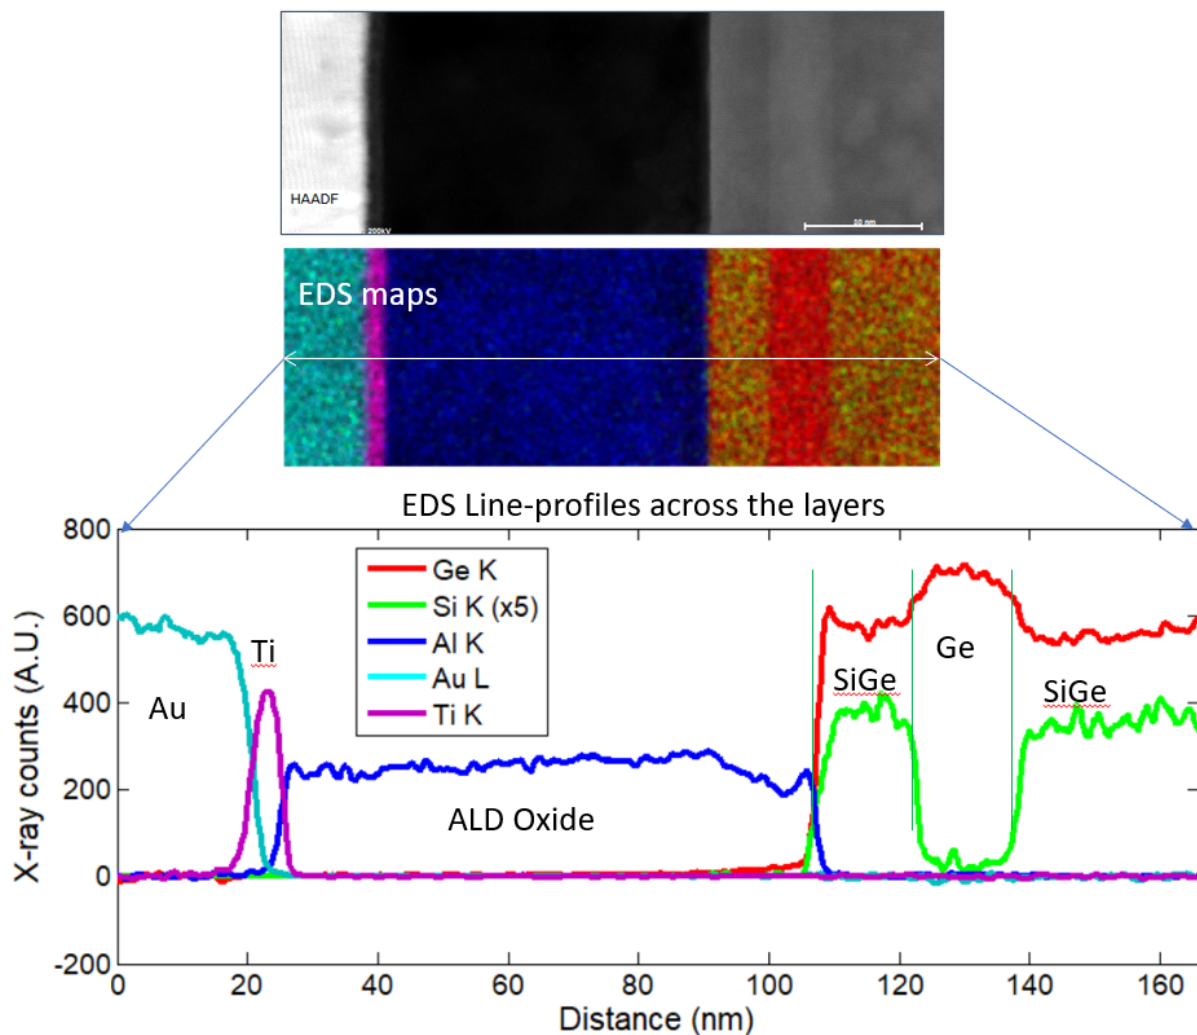 HAADF
200kV
EDS maps
EDS Line-profiles across the layers
800
600
400
200
0
-200
X-ray counts (A.U.)
Ge K
Si K (x5)
Al K
Au L
Ti K
Au
Ti
ALD Oxide
SiGe
Ge
SiGe
0 20 40 60 80 100 120 140 160
Distance (nm)